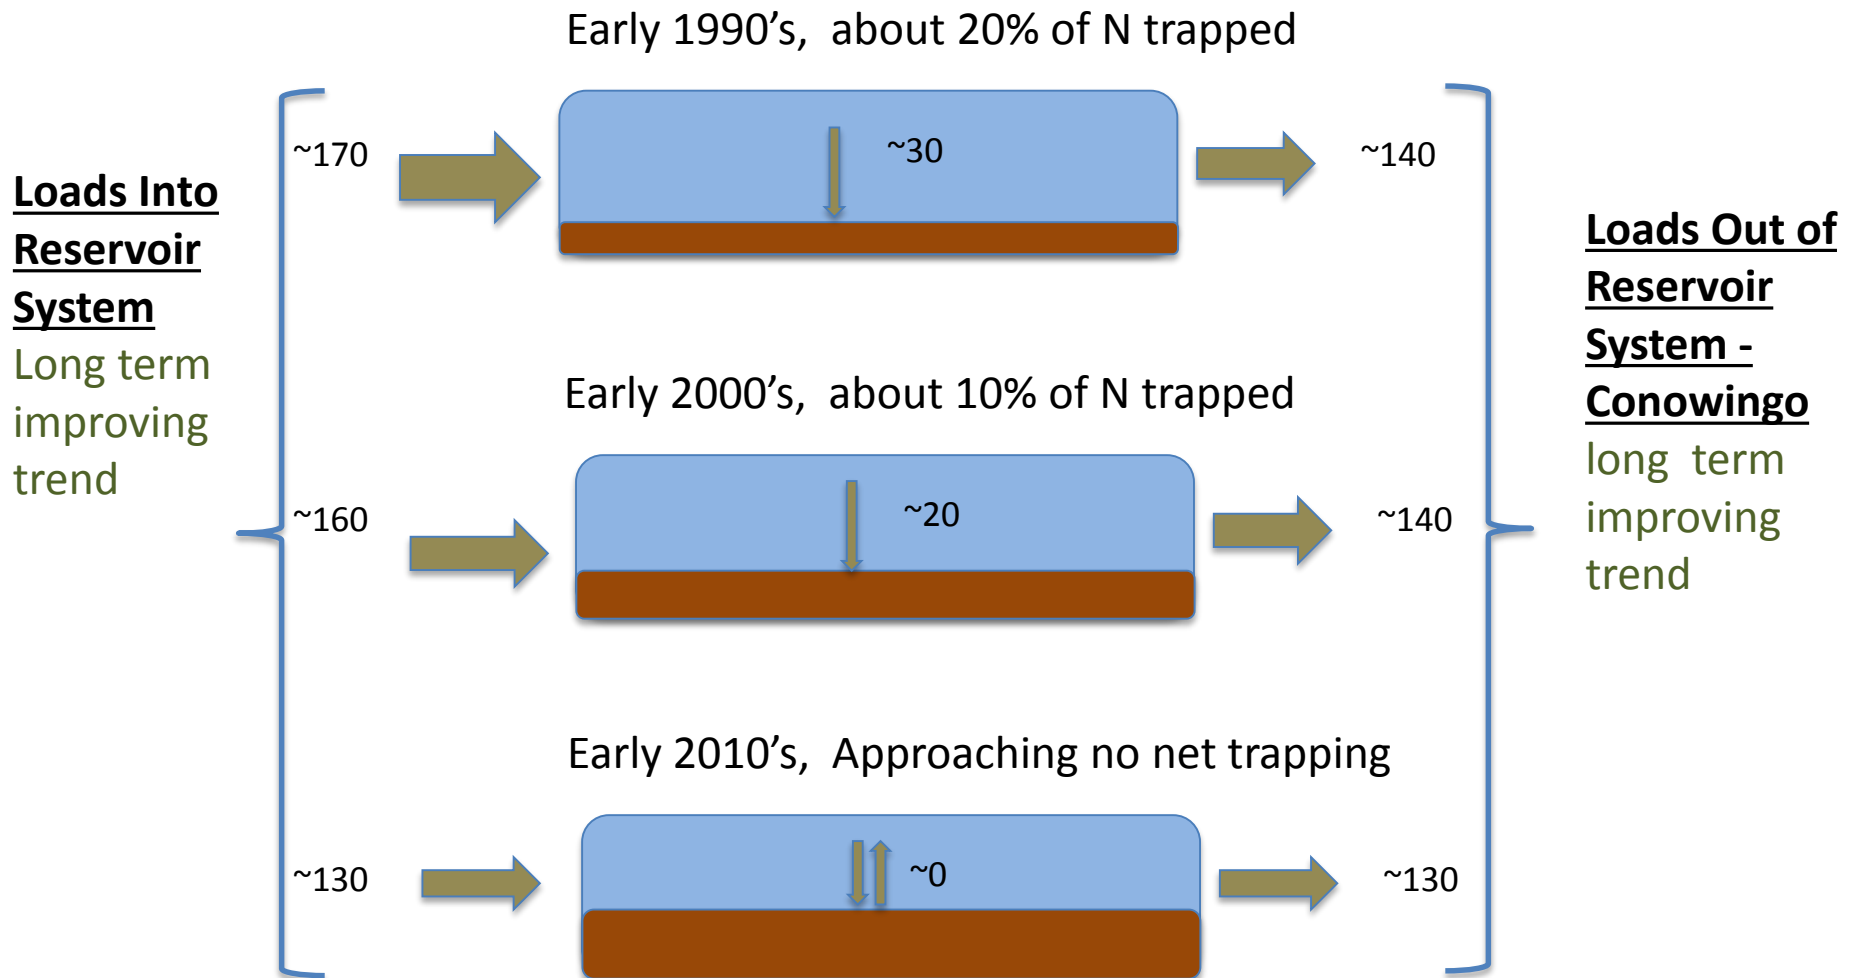 Early 1990’s,  about 20% of N trapped
~170
~30
~140
Loads Into
Reservoir
System
Long term
improving
trend
Early 2000’s,  about 10% of N trapped
~160
~20
~140
Loads Out of
Reservoir
System -
Conowingo
long  term
improving
trend
Early 2010’s,  Approaching no net trapping
~130
~0
~130